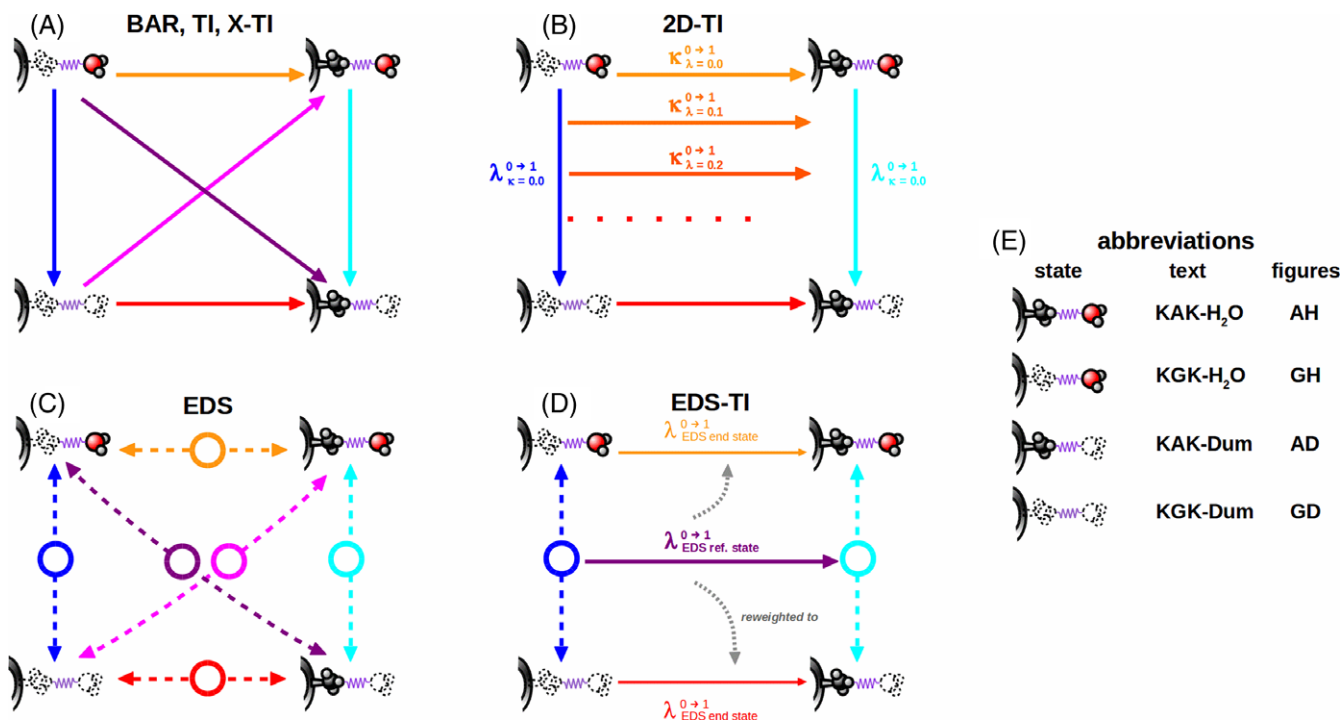 (A) BAR, TI, X-TI
(B) 2D-TI
κ 0 → 1 λ = 0.0
κ 0 → 1 λ = 0.1
κ 0 → 1 λ = 0.2
λ 0 → 1 κ = 0.0
λ 0 → 1 κ = 0.0
(C) EDS
(D) EDS-TI
λ 0 → 1 EDS end state
λ 0 → 1 EDS ref. state
reweighted to
λ 0 → 1 EDS end state
(E) abbreviations
state text figures
KAK-H₂O AH
KGK-H₂O GH
KAK-Dum AD
KGK-Dum GD